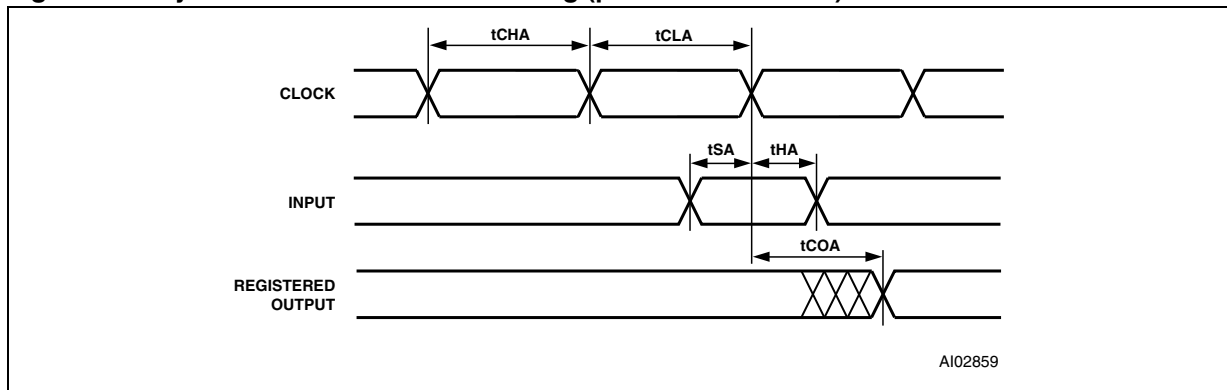 tCHA tCLA
CLOCK
tSA tHA
INPUT
tCOA
REGISTERED
OUTPUT
AI02859